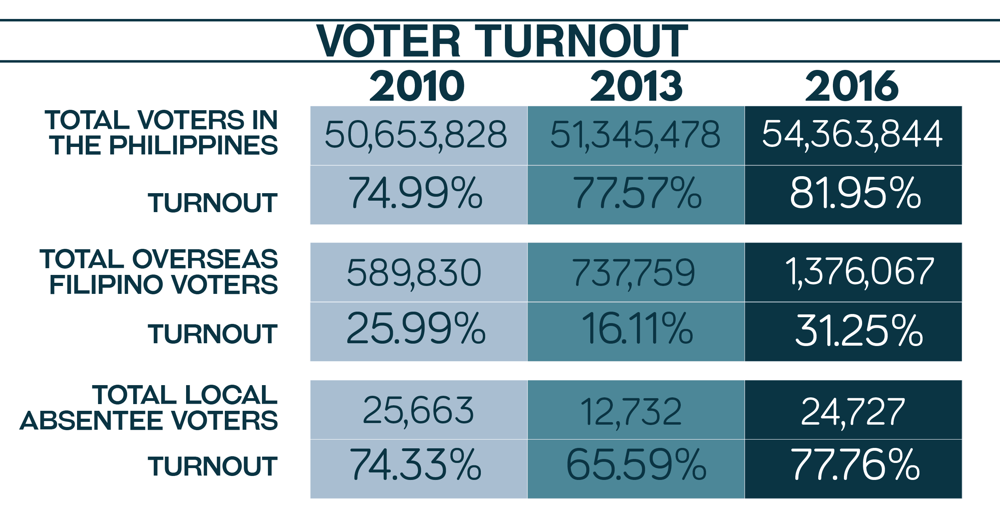 VOTER TURNOUT
2010 2013 2016
TOTAL VOTERS IN
THE PHILIPPINES
50,653,828 51,345,478 54,363,844
TURNOUT 74.99% 77.57% 81.95%
TOTAL OVERSEAS
FILIPINO VOTERS
589,830 737,759 1,376,067
TURNOUT 25.99% 16.11% 31.25%
TOTAL LOCAL
ABSENTEE VOTERS
25,663 12,732 24,727
TURNOUT 74.33% 65.59% 77.76%